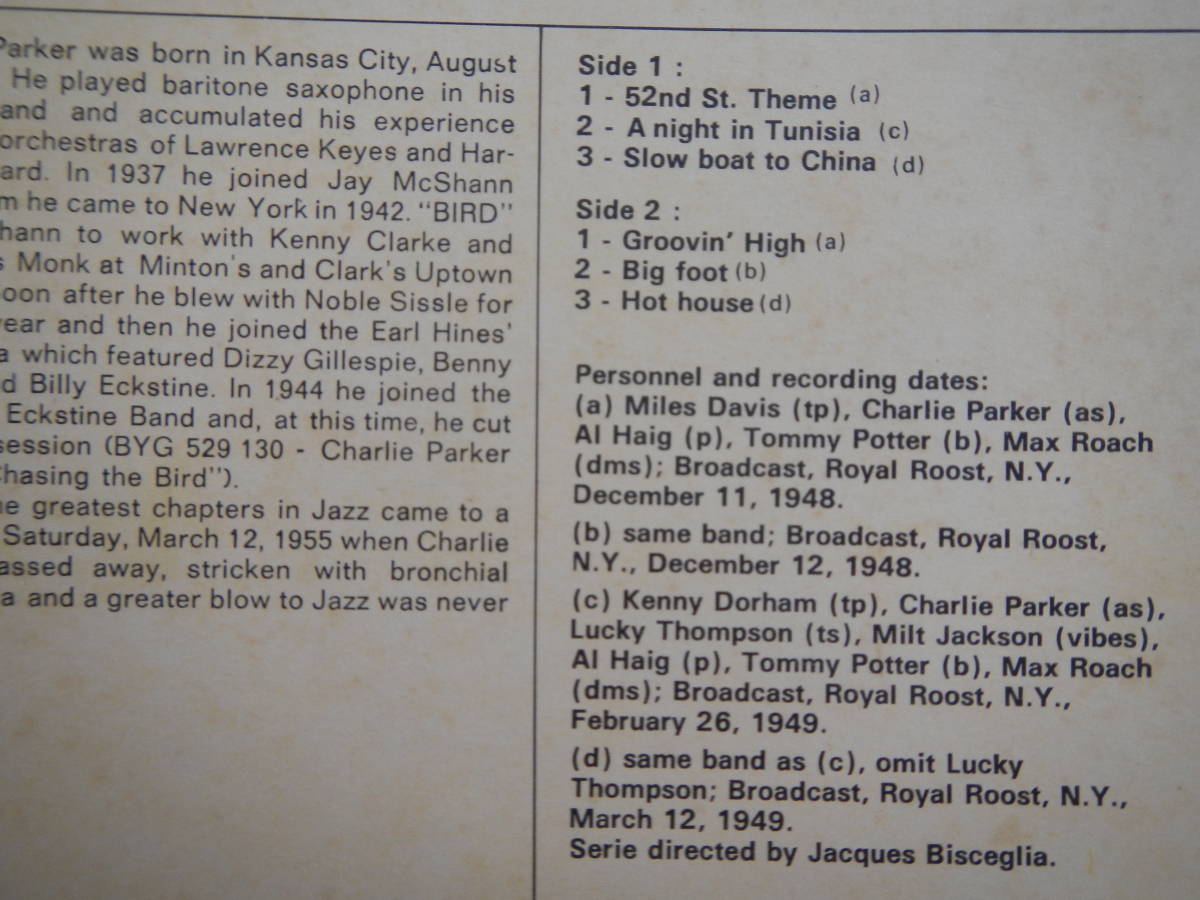 Parker was born in Kansas City, August
He played baritone saxophone in his
and and accumulated his experience
orchestras of Lawrence Keyes and Har-
ard. In 1937 he joined Jay McShann
m he came to New York in 1942. "BIRD"
hann to work with Kenny Clarke and
s Monk at Minton's and Clark's Uptown
oon after he blew with Noble Sissle for
year and then he joined the Earl Hines'
a which featured Dizzy Gillespie, Benny
d Billy Eckstine. In 1944 he joined the
Eckstine Band and, at this time, he cut
session (BYG 529 130 - Charlie Parker
Chasing the Bird").
ne greatest chapters in Jazz came to a
Saturday, March 12, 1955 when Charlie
assed away, stricken with bronchial
a and a greater blow to Jazz was never
Side 1 :
1 - 52nd St. Theme (a)
2 - A night in Tunisia (c)
3 - Slow boat to China (d)
Side 2 :
1 - Groovin' High (a)
2 - Big foot (b)
3 - Hot house (d)
Personnel and recording dates:
(a) Miles Davis (tp), Charlie Parker (as),
Al Haig (p), Tommy Potter (b), Max Roach
(dms); Broadcast, Royal Roost, N.Y.,
December 11, 1948.
(b) same band; Broadcast, Royal Roost,
N.Y., December 12, 1948.
(c) Kenny Dorham (tp), Charlie Parker (as),
Lucky Thompson (ts), Milt Jackson (vibes),
Al Haig (p), Tommy Potter (b), Max Roach
(dms); Broadcast, Royal Roost, N.Y.,
February 26, 1949.
(d) same band as (c), omit Lucky
Thompson; Broadcast, Royal Roost, N.Y.,
March 12, 1949.
Serie directed by Jacques Bisceglia.